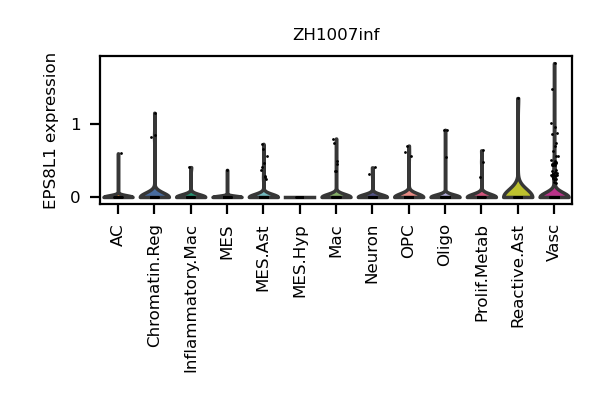 ZH1007inf
EPS8L1 expression
1
0
AC
Chromatin.Reg
Inflammatory.Mac
MES
MES.Ast
MES.Hyp
Mac
Neuron
OPC
Oligo
Prolif.Metab
Reactive.Ast
Vasc